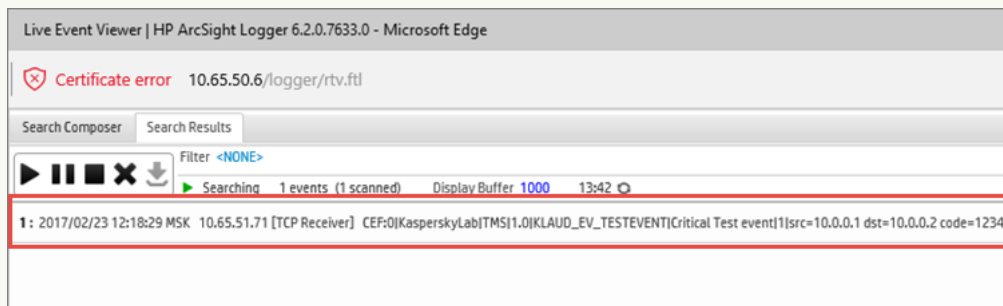 Live Event Viewer | HP ArcSight Logger 6.2.0.7633.0 - Microsoft Edge
Certificate error 10.65.50.6/logger/rtv.ftl
Search Composer Search Results
Filter <NONE>
Searching 1 events (1 scanned) Display Buffer 1000 13:42
1 : 2017/02/23 12:18:29 MSK 10.65.51.71 [TCP Receiver] CEF:0|KasperskyLab|TMS|1.0|KLAUD_EV_TESTEVENT|Critical Test event|1|src=10.0.0.1 dst=10.0.0.2 code=1234